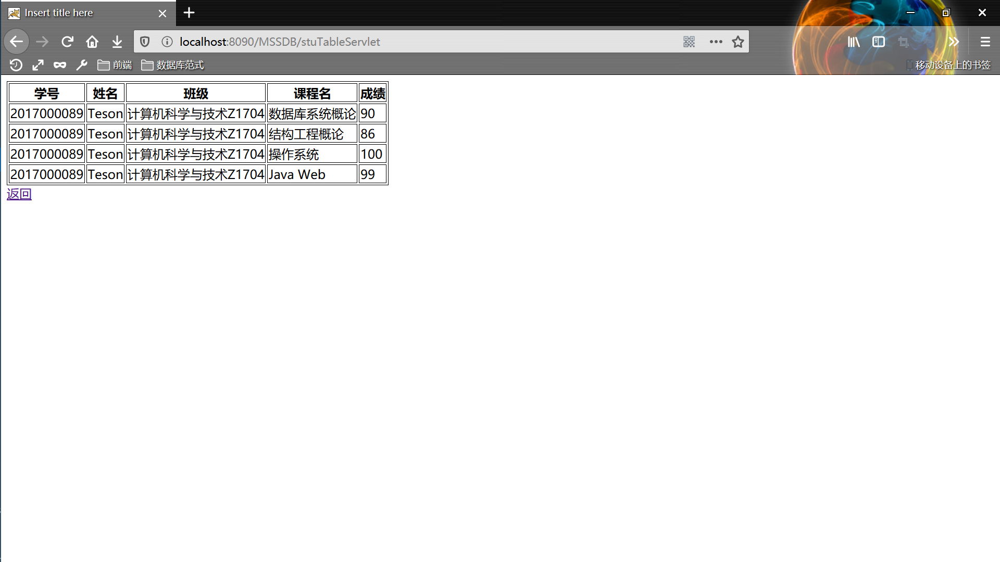 Insert title here
localhost:8090/MSSDB/stuTableServlet
前端 数据库范式 移动设备上的书签
学号 姓名 班级 课程名 成绩
2017000089 Teson 计算机科学与技术Z1704 数据库系统概论 90
2017000089 Teson 计算机科学与技术Z1704 结构工程概论 86
2017000089 Teson 计算机科学与技术Z1704 操作系统 100
2017000089 Teson 计算机科学与技术Z1704 Java Web 99
返回